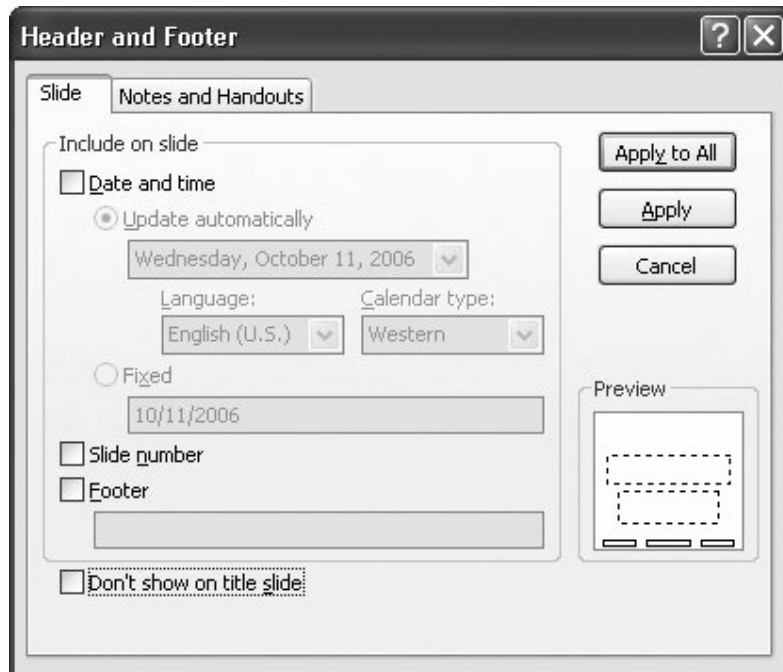 Header and Footer
Slide
Notes and Handouts
Include on slide
Date and time
Update automatically
Wednesday, October 11, 2006
Language:
Calendar type:
English (U.S.)
Western
Fixed
10/11/2006
Slide number
Footer
Don't show on title slide
Apply to All
Apply
Cancel
Preview